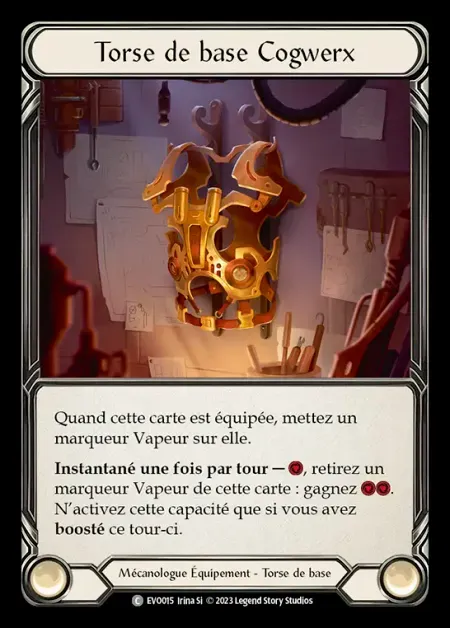 Torse de base Cogwerx
Quand cette carte est équipée, mettez un
marqueur Vapeur sur elle.
Instantané une fois par tour — , retirez un
marqueur Vapeur de cette carte : gagnez .
N’activez cette capacité que si vous avez
boosté ce tour-ci.
Mécanologue Équipement - Torse de base
C EVO015 Irina Si © 2023 Legend Story Studios